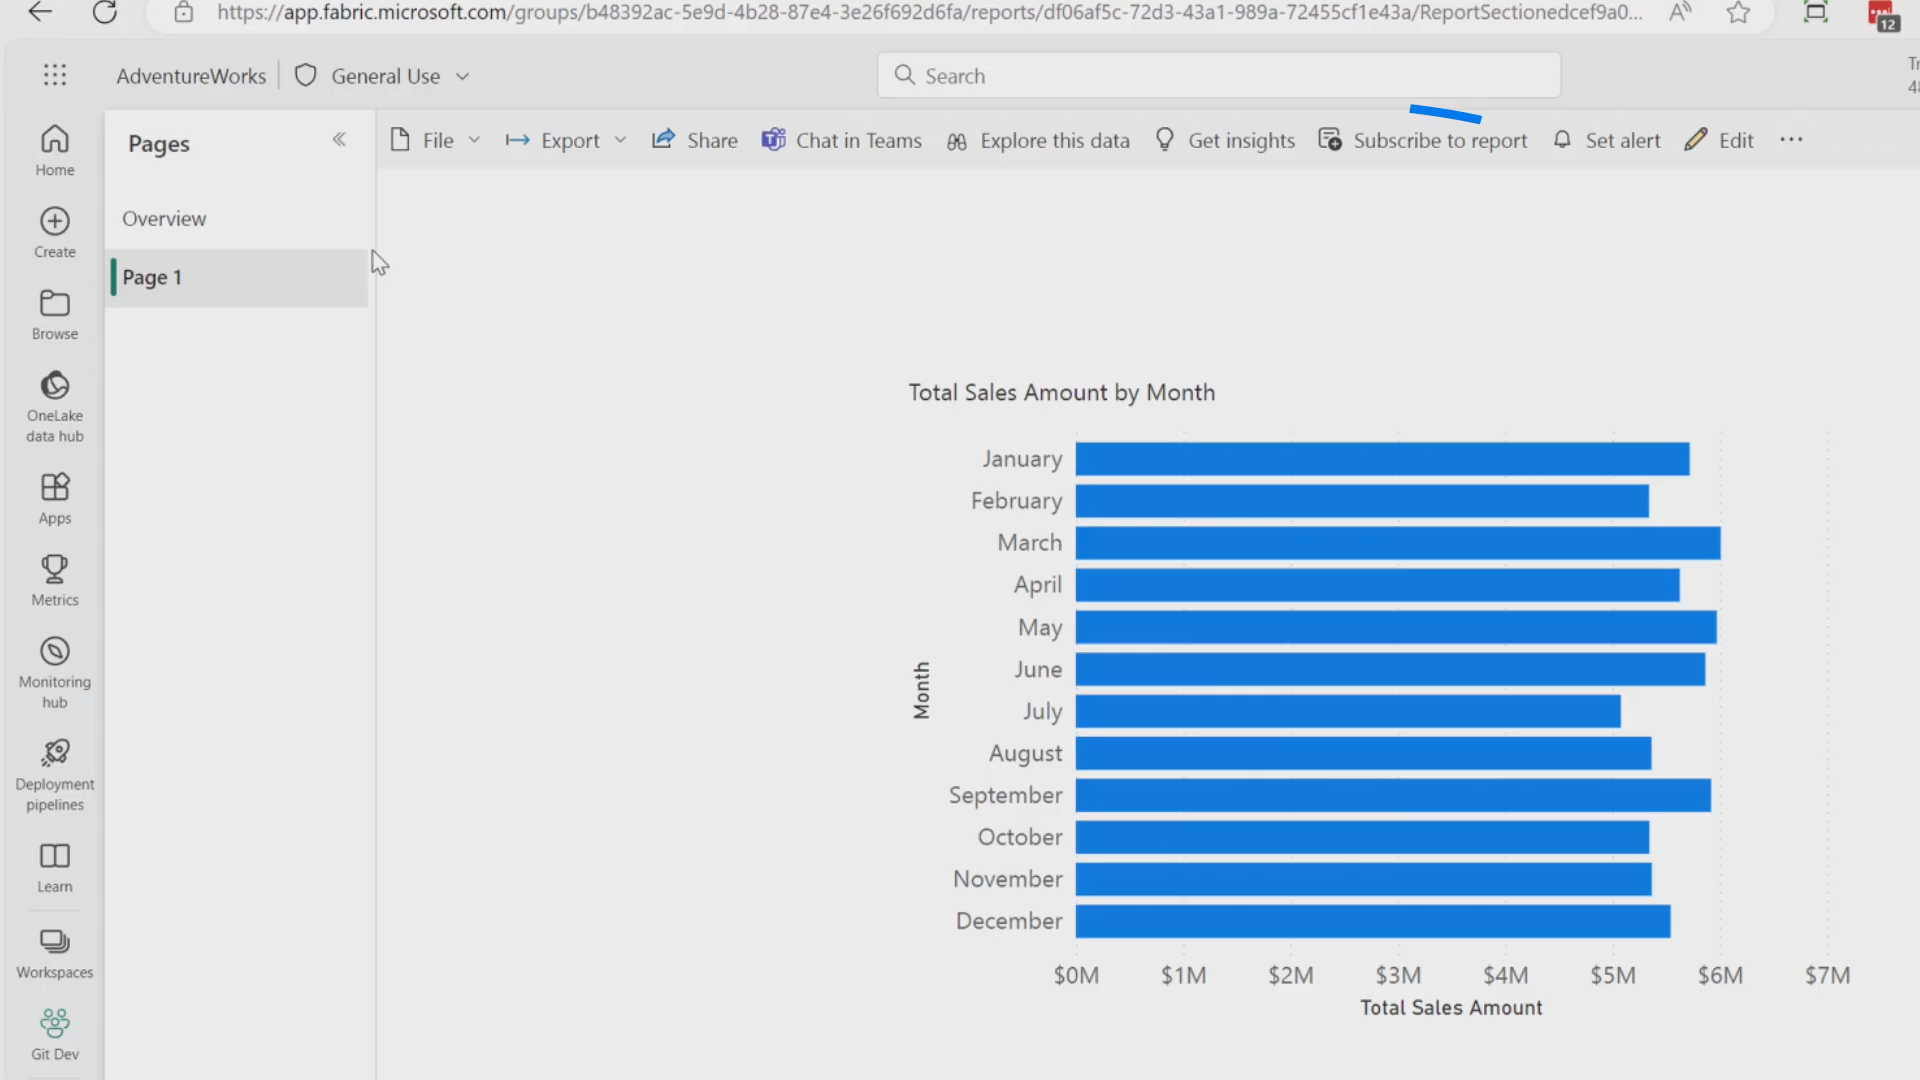 https://app.fabric.microsoft.com/groups/b48392ac-5e9d-4b28-87e4-3e26f692d6fa/reports/df06af5c-72d3-43a1-989a-72455cf1e43a/ReportSectionedcef9a0...
12
AdventureWorks
General Use
Search
Home
Create
Browse
OneLake
data hub
Apps
Metrics
Monitoring
hub
Deployment
pipelines
Learn
Workspaces
Git Dev
Pages
Overview
Page 1
File Export Share Chat in Teams Explore this data Get insights Subscribe to report Set alert Edit ...
Total Sales Amount by Month
Month
January
February
March
April
May
June
July
August
September
October
November
December
$0M $1M $2M $3M $4M $5M $6M $7M
Total Sales Amount